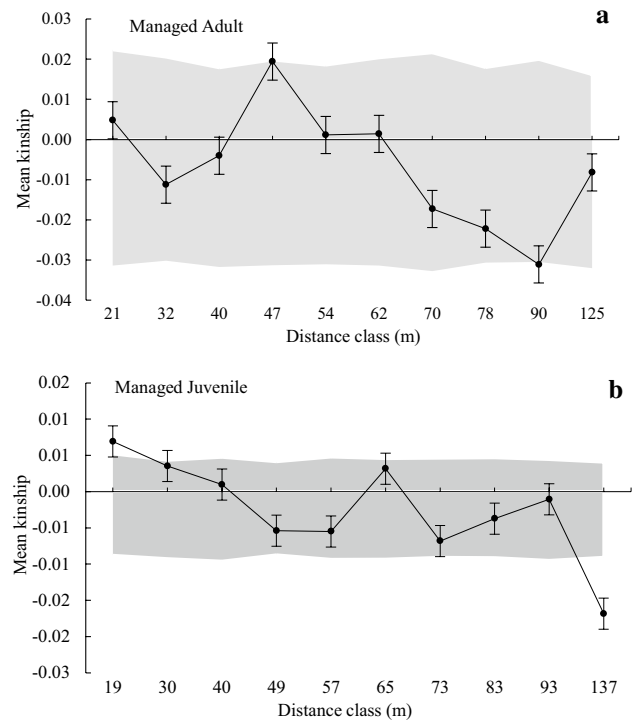 a
Managed Adult
Mean kinship
0.03
0.02
0.01
0.00
-0.01
-0.02
-0.03
-0.04
21 32 40 47 54 62 70 78 90 125
Distance class (m)
b
Managed Juvenile
Mean kinship
0.02
0.01
0.01
0.00
-0.01
-0.01
-0.02
-0.02
-0.03
19 30 40 49 57 65 73 83 93 137
Distance class (m)